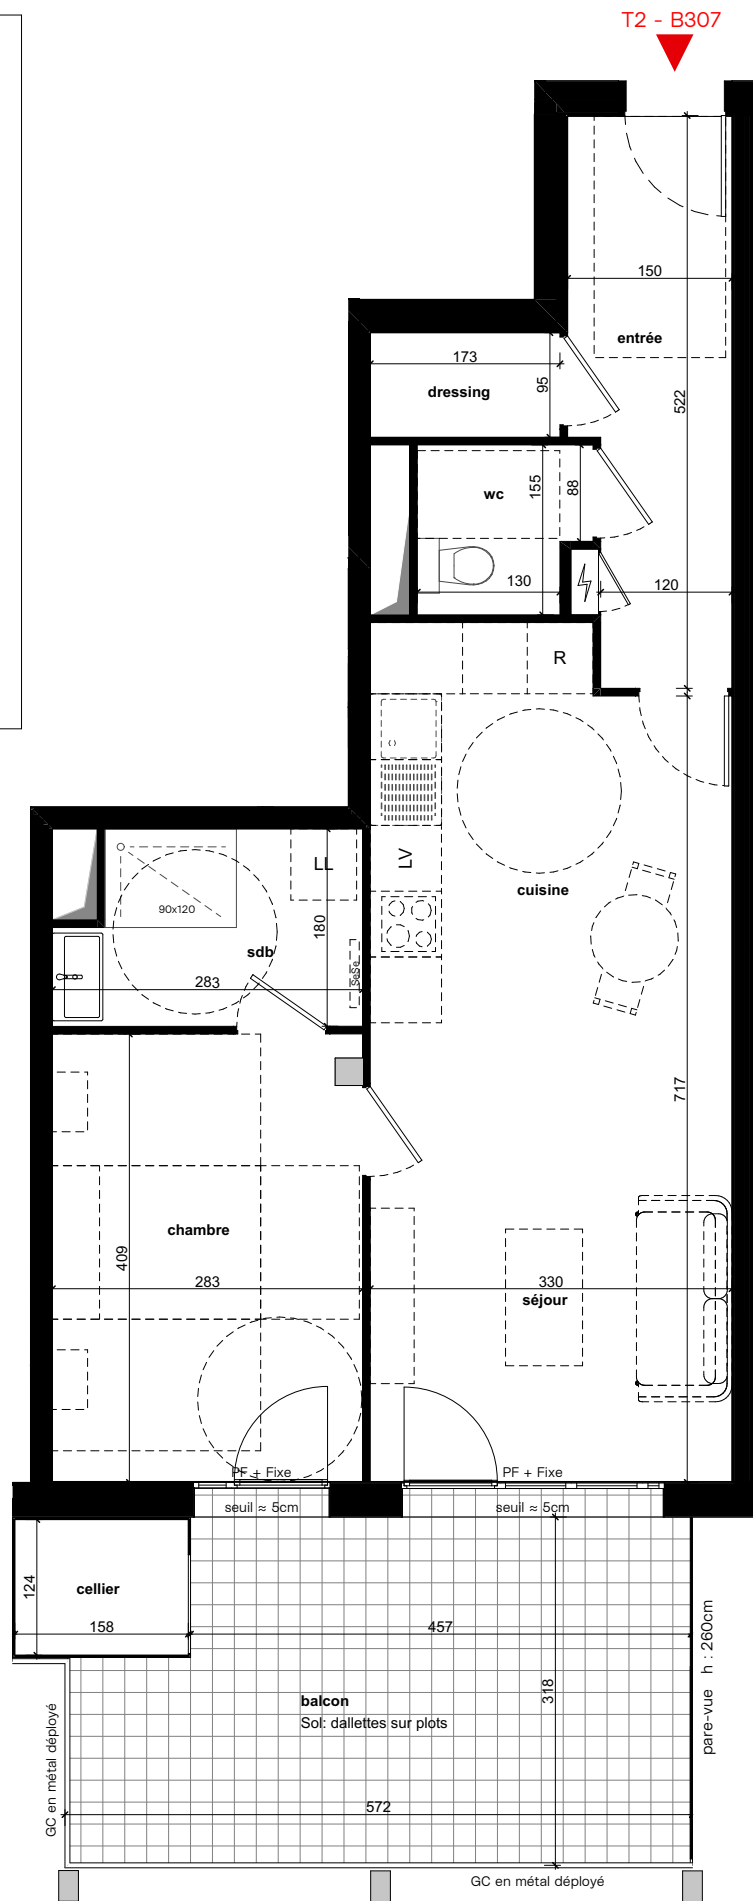 T2 - B307
150
entrée
173
dressing
95
522
wc
155
88
130
120
R
LV
cuisine
LL
90x120
sdb
180
283
SeSe
717
chambre
409
283
330
séjour
PF + Fixe
PF + Fixe
seuil ≈ 5cm
seuil ≈ 5cm
cellier
124
158
457
pare-vue h : 260cm
318
balcon
Sol: dallettes sur plots
GC en métal déployé
572
GC en métal déployé